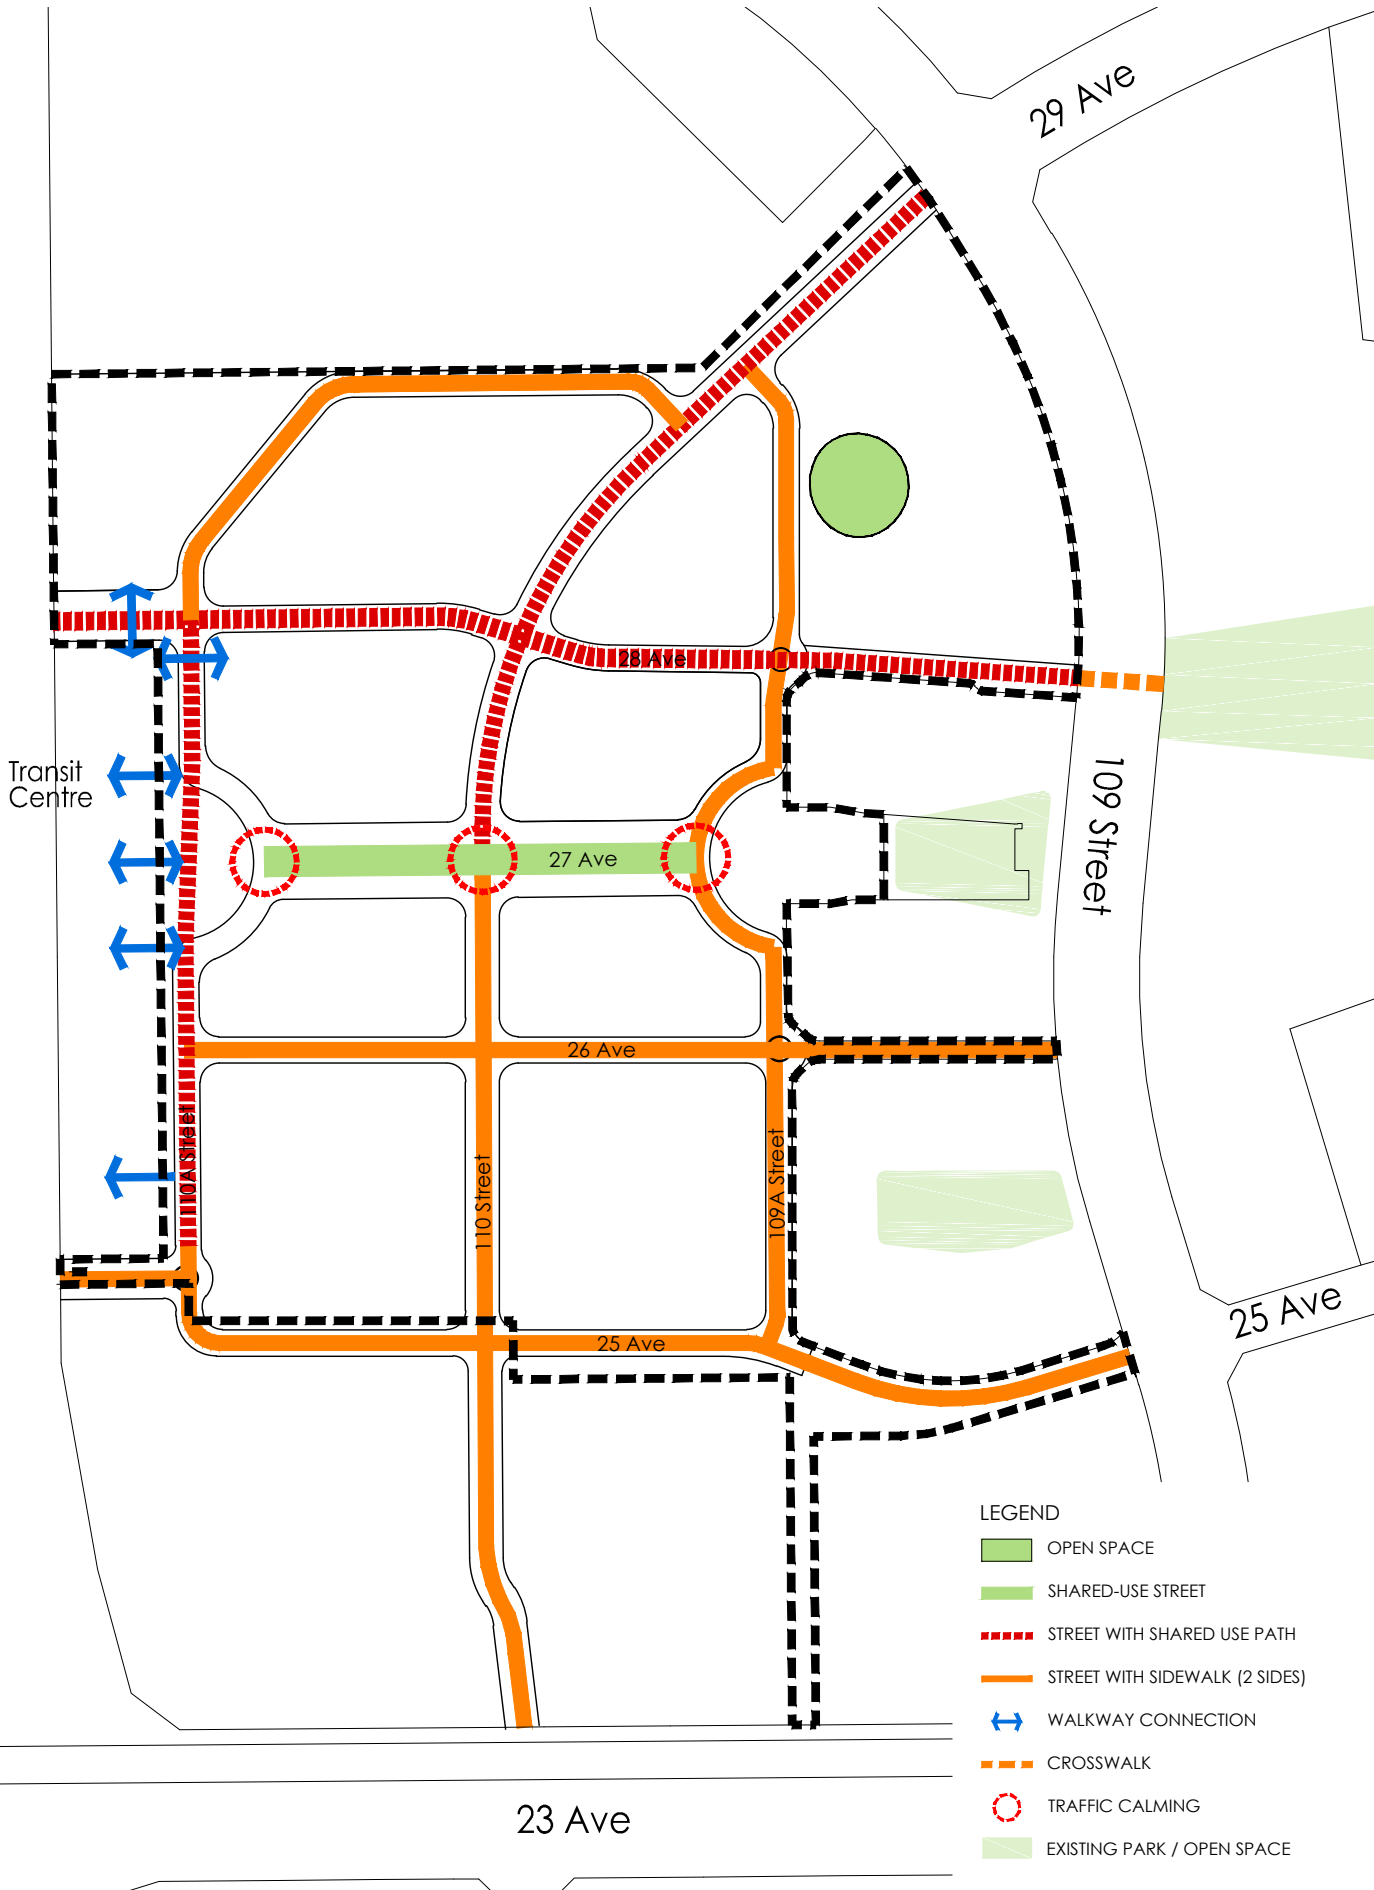 29 Ave
28 Ave
Transit
Centre
109 Street
27 Ave
26 Ave
110A Street
110 Street
109A Street
25 Ave
25 Ave
LEGEND
OPEN SPACE
SHARED-USE STREET
STREET WITH SHARED USE PATH
STREET WITH SIDEWALK (2 SIDES)
WALKWAY CONNECTION
CROSSWALK
TRAFFIC CALMING
EXISTING PARK / OPEN SPACE
23 Ave